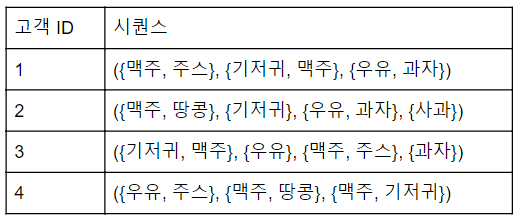 고객 ID 시퀀스
1 ({맥주, 주스}, {기저귀, 맥주}, {우유, 과자})
2 ({맥주, 땅콩}, {기저귀}, {우유, 과자}, {사과})
3 ({기저귀, 맥주}, {우유}, {맥주, 주스}, {과자})
4 ({우유, 주스}, {맥주, 땅콩}, {맥주, 기저귀})